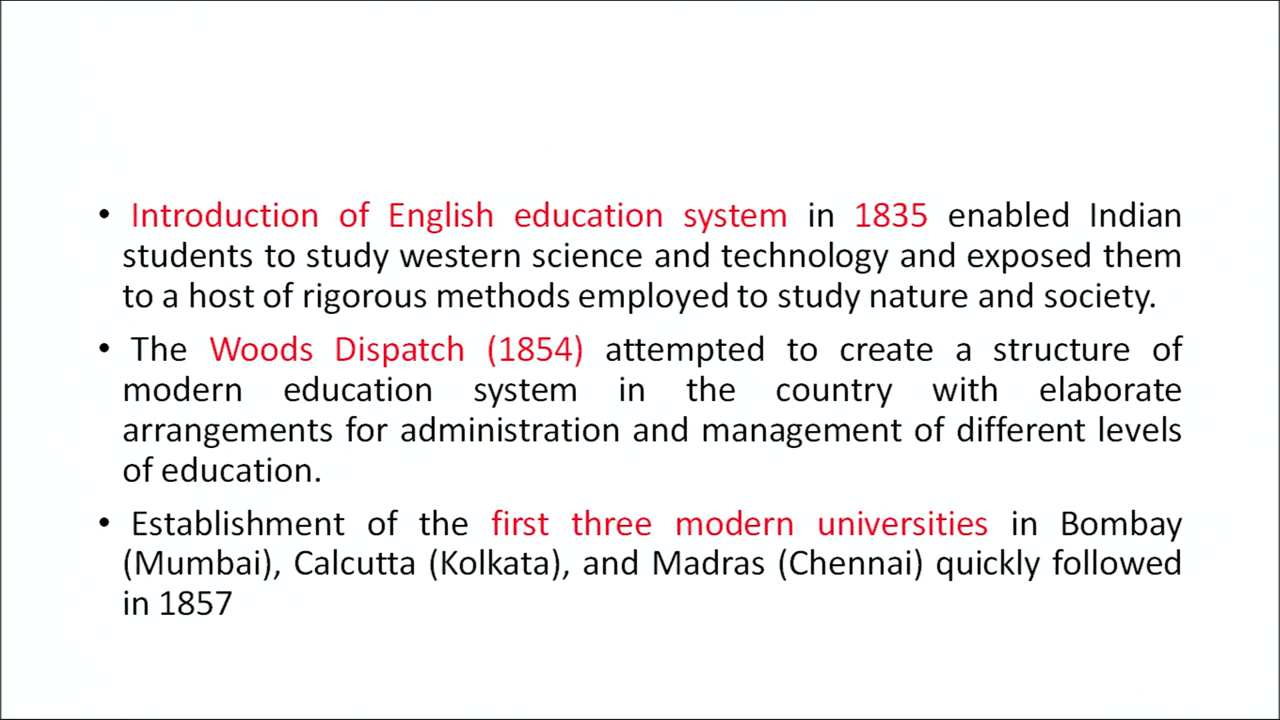 • Introduction of English education system in 1835 enabled Indian
students to study western science and technology and exposed them
to a host of rigorous methods employed to study nature and society.
• The Woods Dispatch (1854) attempted to create a structure of
modern education system in the country with elaborate
arrangements for administration and management of different levels
of education.
• Establishment of the first three modern universities in Bombay
(Mumbai), Calcutta (Kolkata), and Madras (Chennai) quickly followed
in 1857